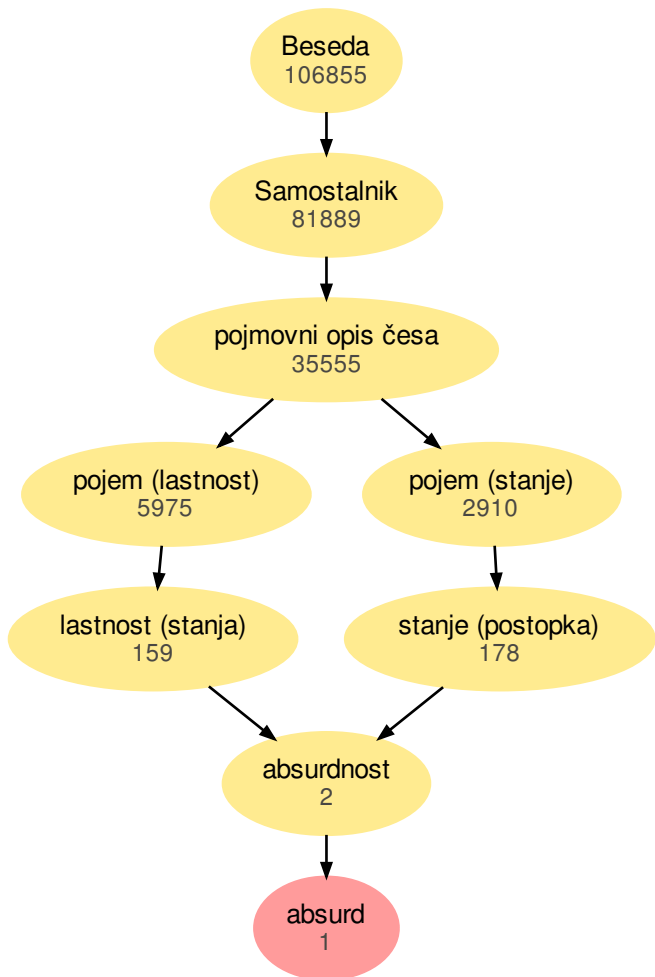 Beseda
106855
Samostalnik
81889
pojmovni opis česa
35555
pojem (lastnost)
5975
pojem (stanje)
2910
lastnost (stanja)
159
stanje (postopka)
178
absurdnost
2
absurd
1